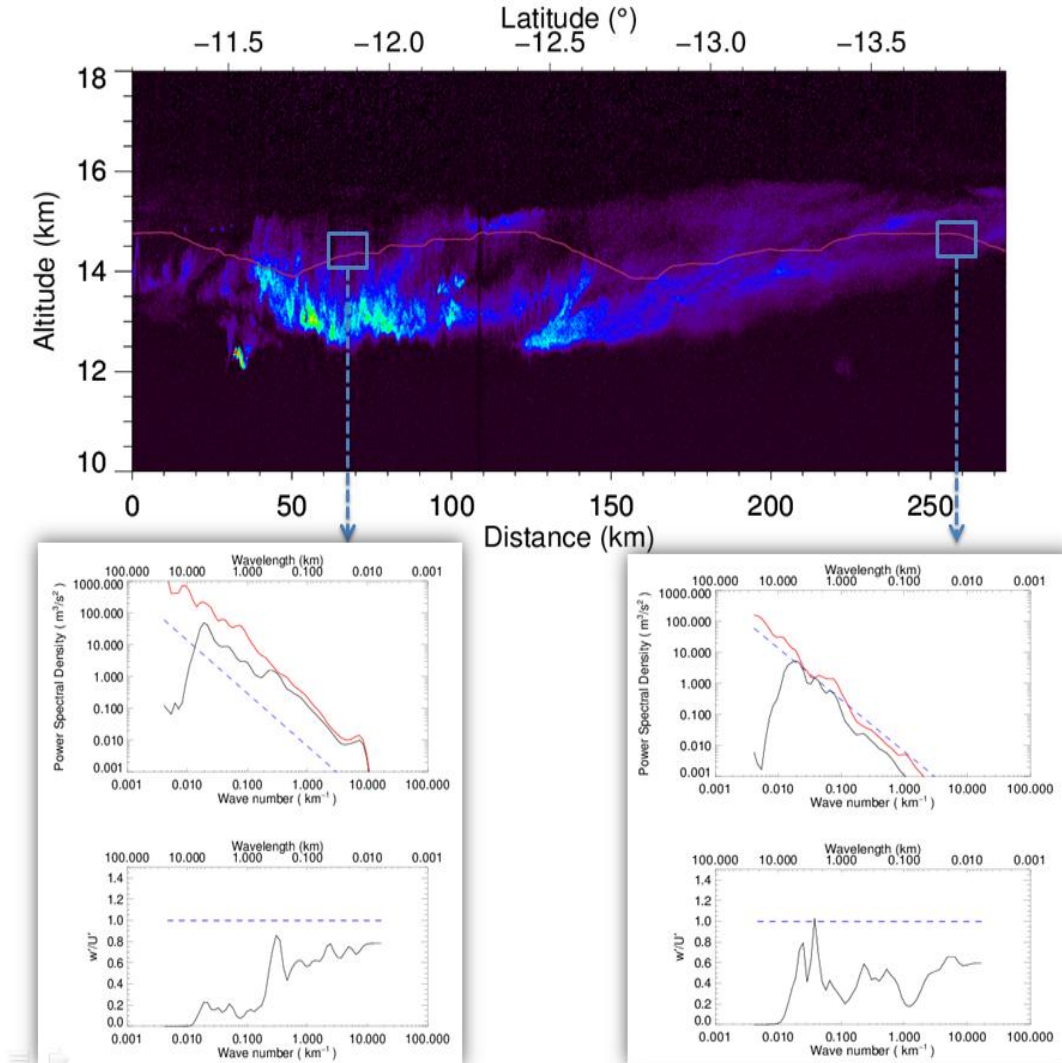 Latitude (°)
−11.5 −12.0 −12.5 −13.0 −13.5
18
16
14
12
10
Altitude (km)
0 50 100 150 200 250
Distance (km)
Wavelength (km)
100.000 10.000 1.000 0.100 0.010 0.001
1000.000
100.000
10.000
1.000
0.100
0.010
0.001
Power Spectral Density ( m³/s² )
0.001 0.010 0.100 1.000 10.000 100.000
Wave number ( km⁻¹ )
Wavelength (km)
100.000 10.000 1.000 0.100 0.010 0.001
1.4
1.2
1.0
0.8
0.6
0.4
0.2
0.0
w'/U'
0.001 0.010 0.100 1.000 10.000 100.000
Wave number ( km⁻¹ )
Wavelength (km)
100.000 10.000 1.000 0.100 0.010 0.001
1000.000
100.000
10.000
1.000
0.100
0.010
0.001
Power Spectral Density ( m³/s² )
0.001 0.010 0.100 1.000 10.000 100.000
Wave number ( km⁻¹ )
Wavelength (km)
100.000 10.000 1.000 0.100 0.010 0.001
1.4
1.2
1.0
0.8
0.6
0.4
0.2
0.0
w'/U'
0.001 0.010 0.100 1.000 10.000 100.000
Wave number ( km⁻¹ )